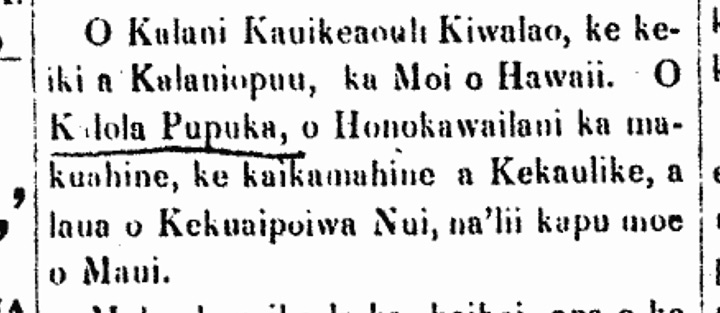 O Kalani Kauikeaouli Kiwalao, ke ke-
iki a Kalaniopuu, ka Moi o Hawaii. O
Kalola Pupuka, o Honokawailani ka ma-
kuahine, ke kaikamahine a Kekaulike, a
laua o Kekuaipoiwa Nui, na'lii kapu moe
o Maui.